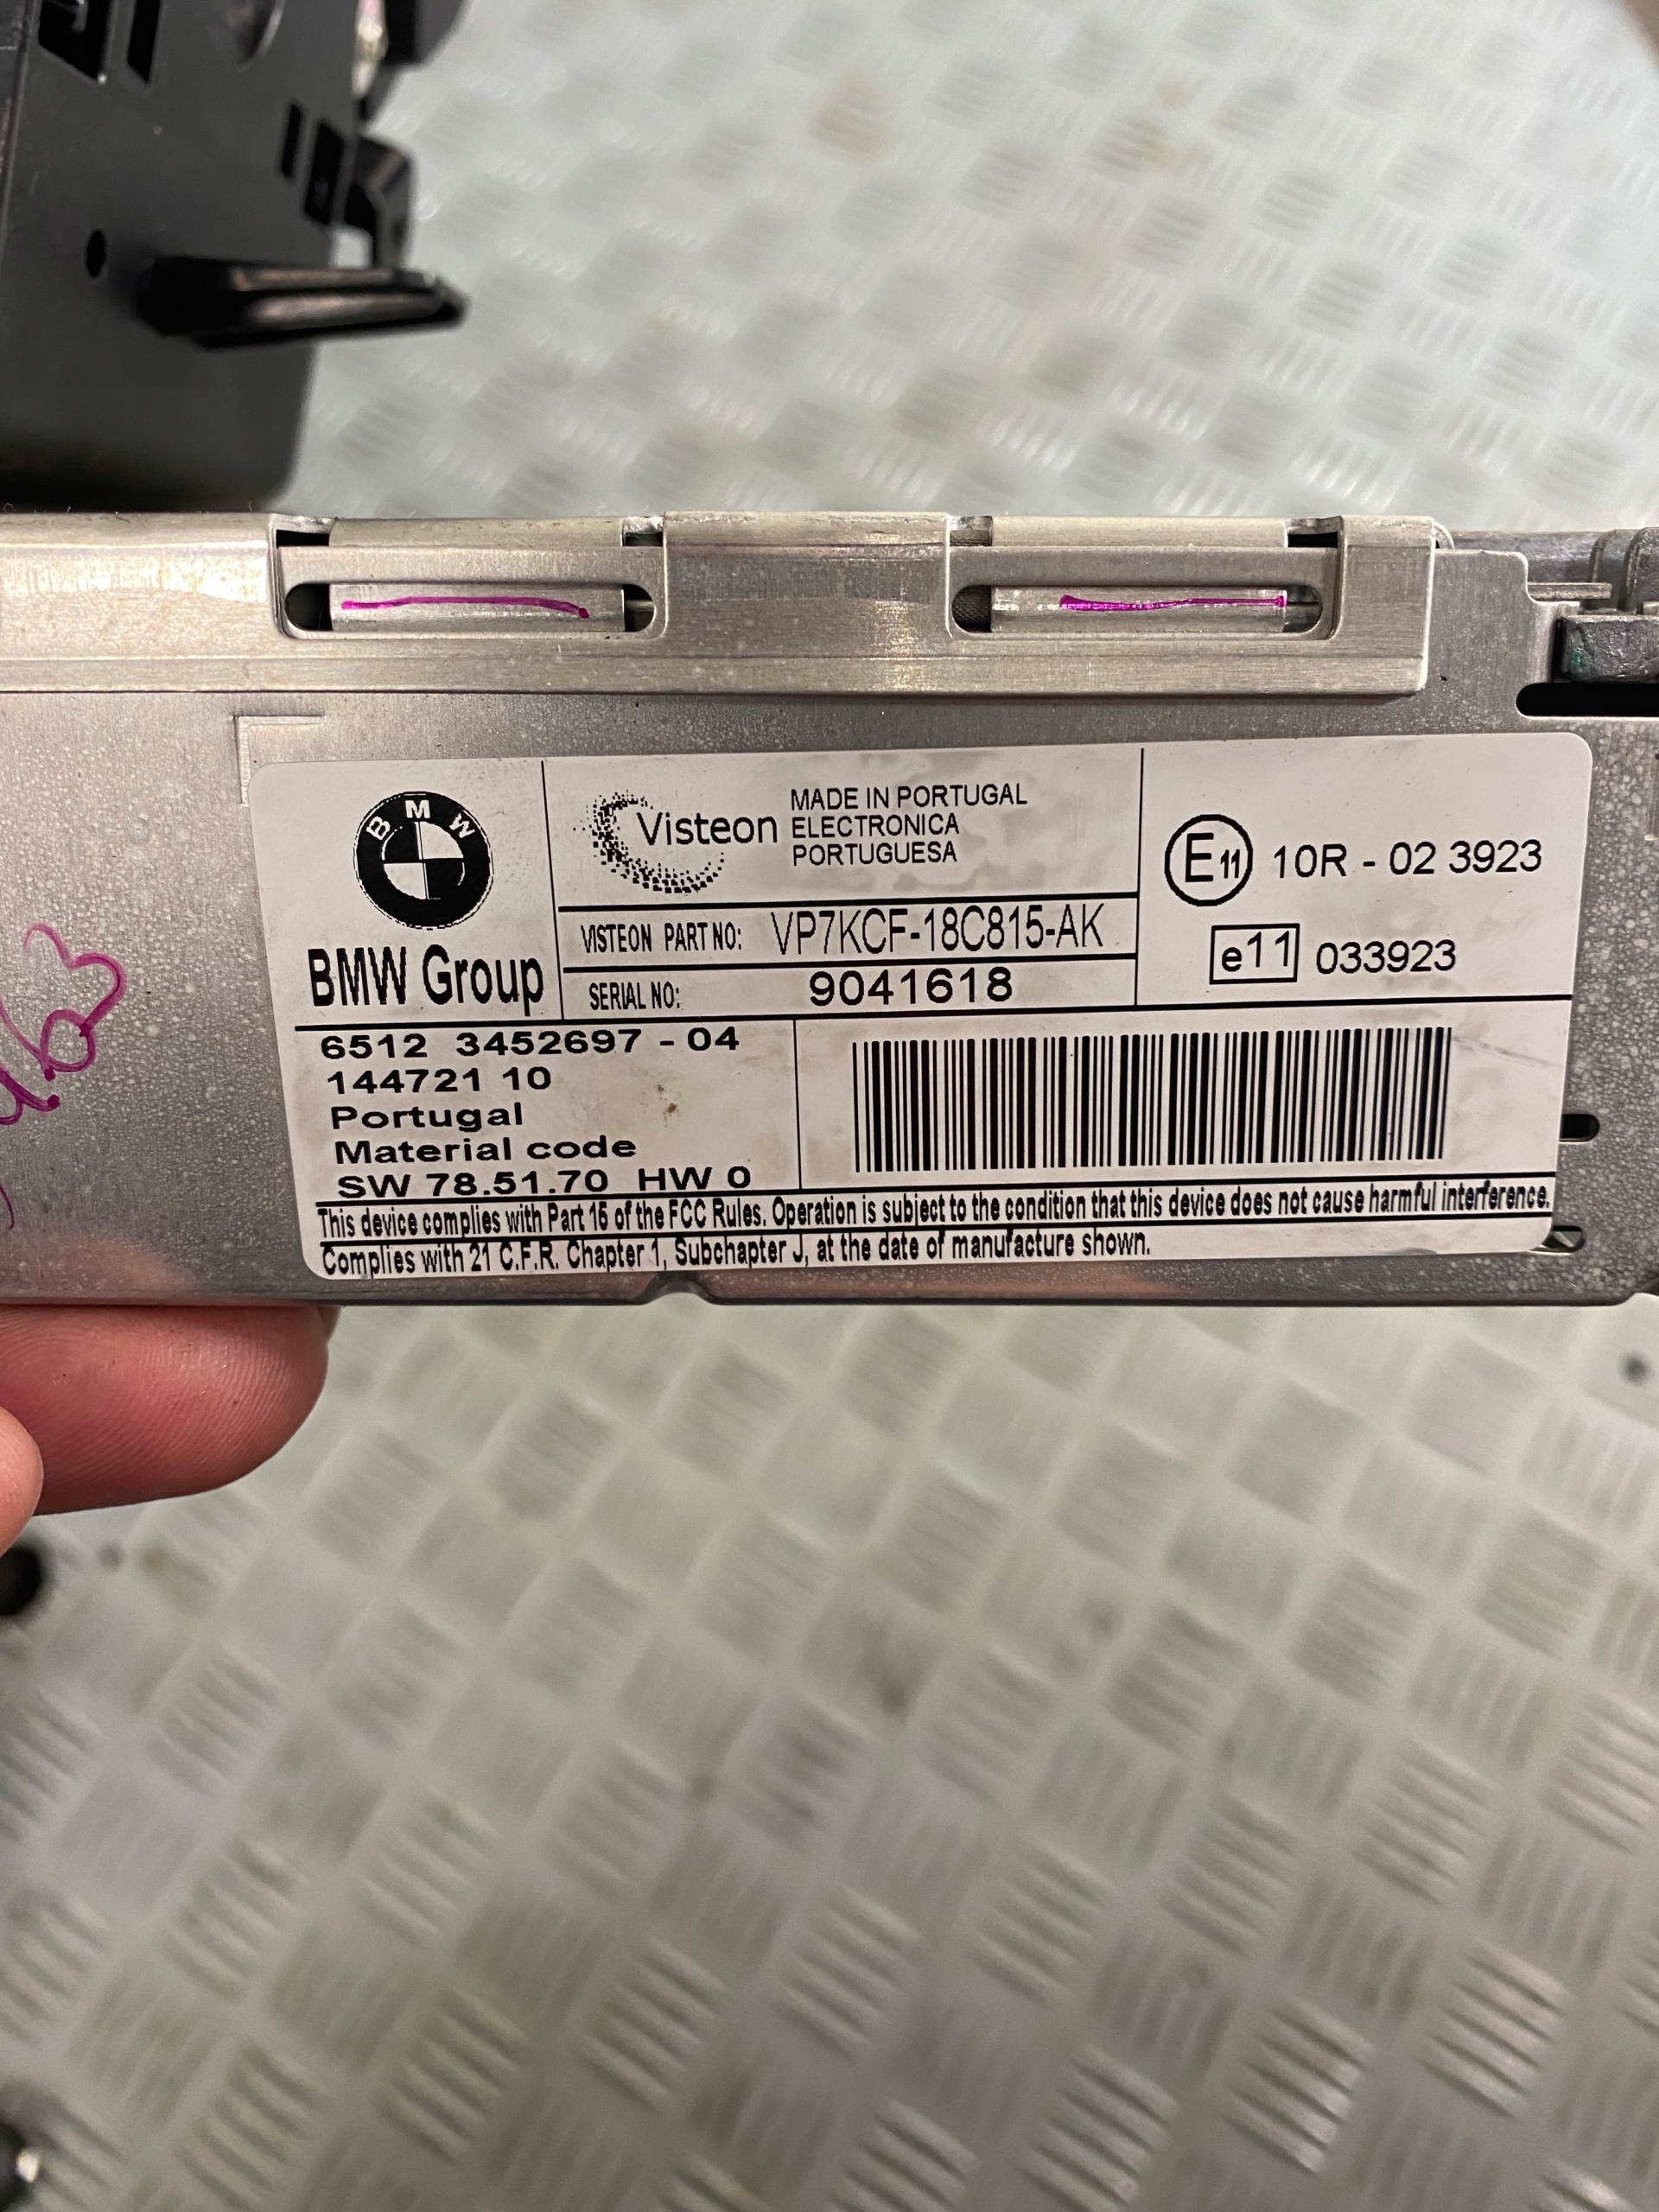 BMW
BMW Group
Visteon
MADE IN PORTUGAL
ELECTRONICA
PORTUGUESA
VISTEON PART NO: VP7KCF-18C815-AK
SERIAL NO: 9041618
E11 10R - 02 3923
e11 033923
6512 3452697 - 04
144721 10
Portugal
Material code
SW 78.51.70 HW 0
This device complies with Part 15 of the FCC Rules. Operation is subject to the condition that this device does not cause harmful interference.
Complies with 21 C.F.R. Chapter 1, Subchapter J, at the date of manufacture shown.
63